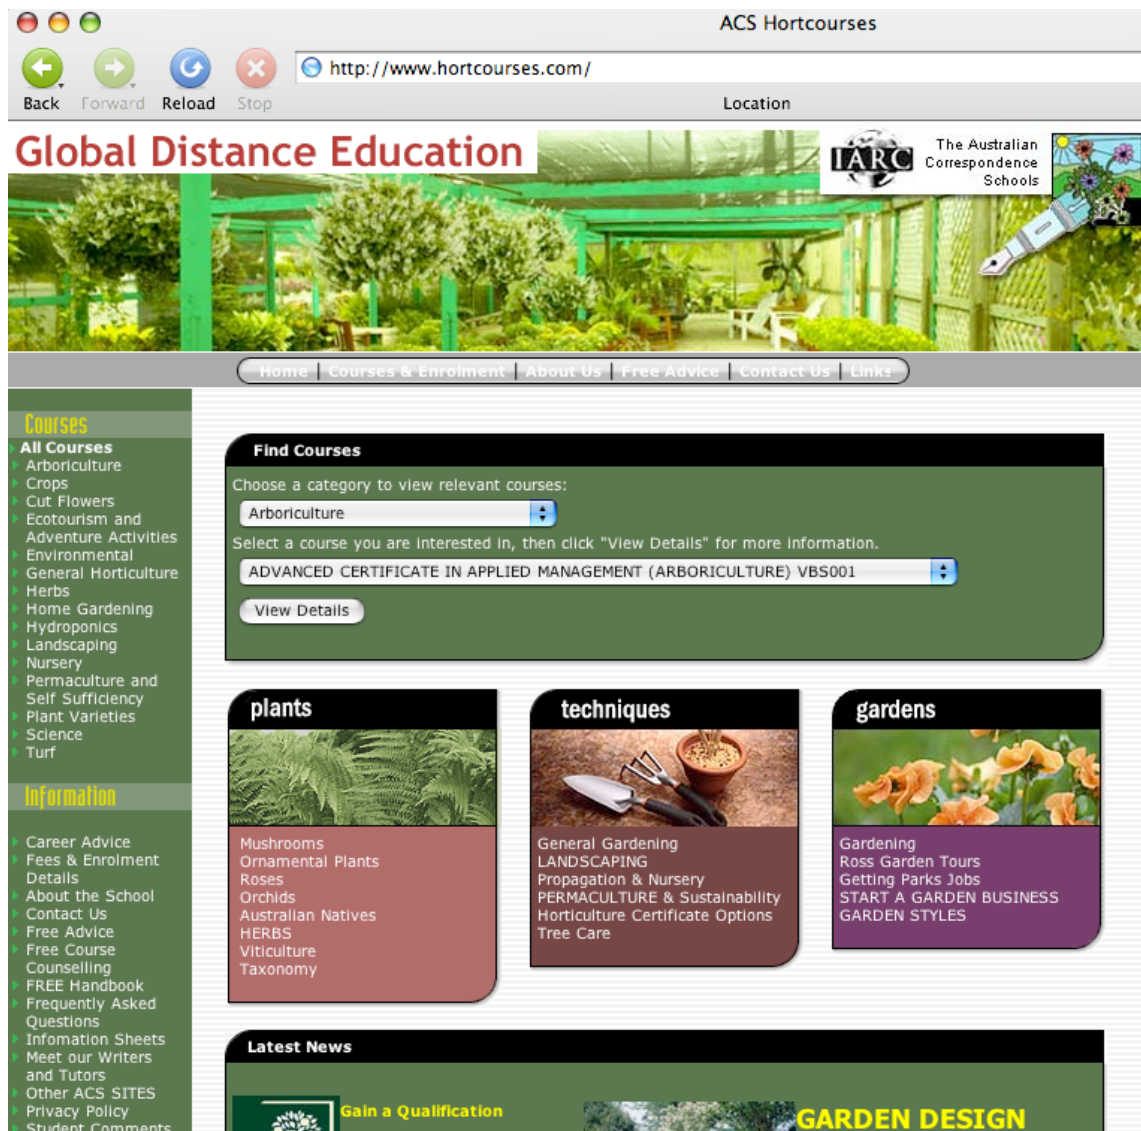 ACS Hortcourses
http://www.hortcourses.com/
Back Forward Reload Stop
Location
Global Distance Education
IARC
The Australian
Correspondence
Schools
Home | Courses & Enrolment | About Us | Free Advice | Contact Us | Links
Courses
All Courses
Arboriculture
Crops
Cut Flowers
Ecotourism and
Adventure Activities
Environmental
General Horticulture
Herbs
Home Gardening
Hydroponics
Landscaping
Nursery
Permaculture and
Self Sufficiency
Plant Varieties
Science
Turf
Information
Career Advice
Fees & Enrolment
Details
About the School
Contact Us
Free Advice
Free Course
Counselling
FREE Handbook
Frequently Asked
Questions
Infomation Sheets
Meet our Writers
and Tutors
Other ACS SITES
Privacy Policy
Student Comments
Find Courses
Choose a category to view relevant courses:
Arboriculture
Select a course you are interested in, then click "View Details" for more information.
ADVANCED CERTIFICATE IN APPLIED MANAGEMENT (ARBORICULTURE) VBS001
View Details
plants
Mushrooms
Ornamental Plants
Roses
Orchids
Australian Natives
HERBS
Viticulture
Taxonomy
techniques
General Gardening
LANDSCAPING
Propagation & Nursery
PERMACULTURE & Sustainability
Horticulture Certificate Options
Tree Care
gardens
Gardening
Ross Garden Tours
Getting Parks Jobs
START A GARDEN BUSINESS
GARDEN STYLES
Latest News
Gain a Qualification
GARDEN DESIGN